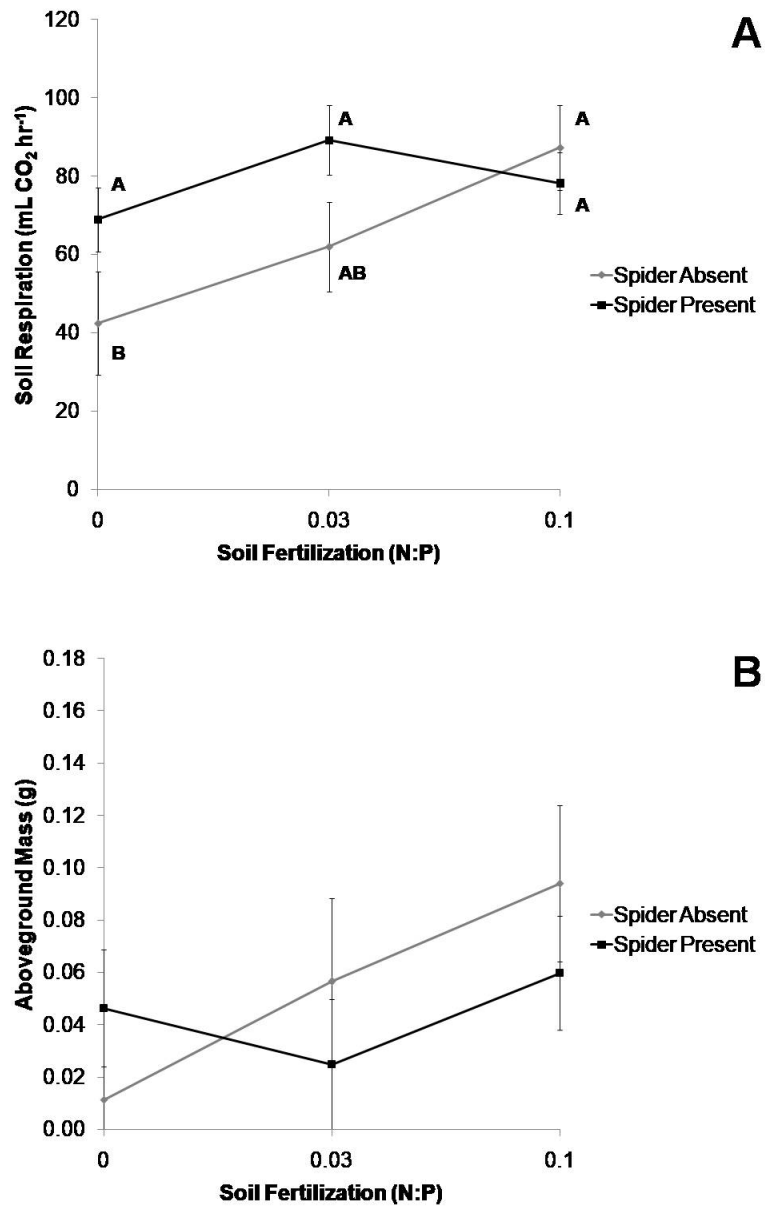 A
120
100
80
60
40
20
0
Soil Respiration (mL CO₂ hr⁻¹)
A
A
A
A
AB
B
Spider Absent
Spider Present
0 0.03 0.1
Soil Fertilization (N:P)
B
0.18
0.16
0.14
0.12
0.10
0.08
0.06
0.04
0.02
0.00
Aboveground Mass (g)
Spider Absent
Spider Present
0 0.03 0.1
Soil Fertilization (N:P)